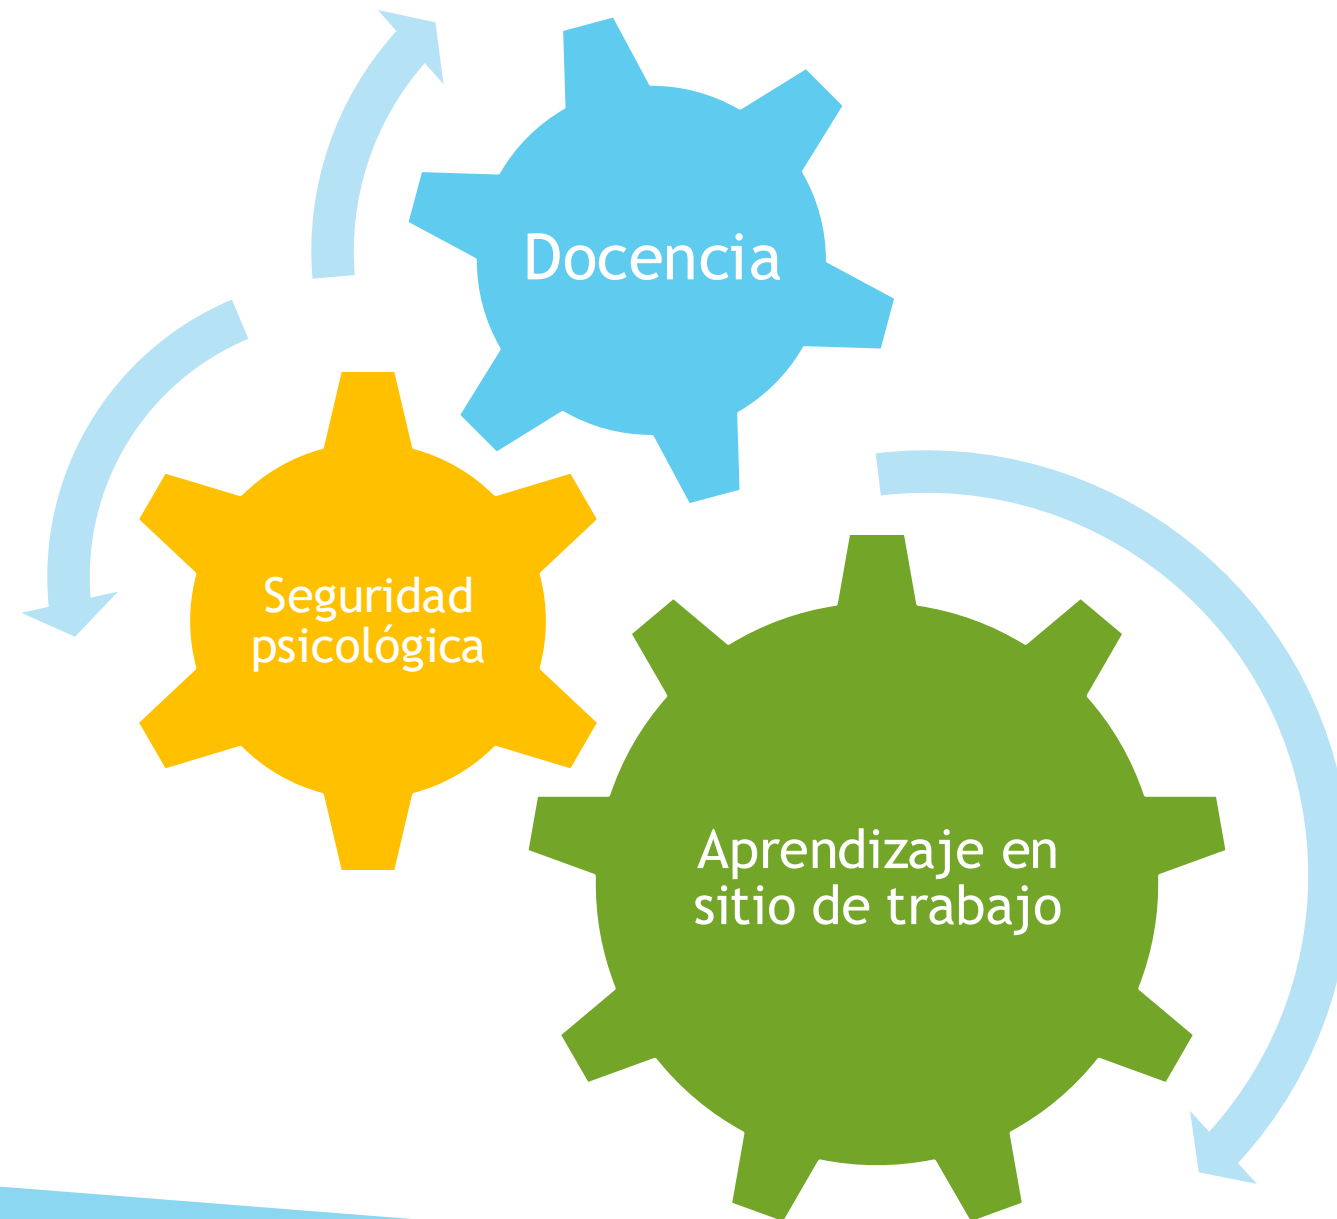 Docencia
Seguridad
psicológica
Aprendizaje en
sitio de trabajo